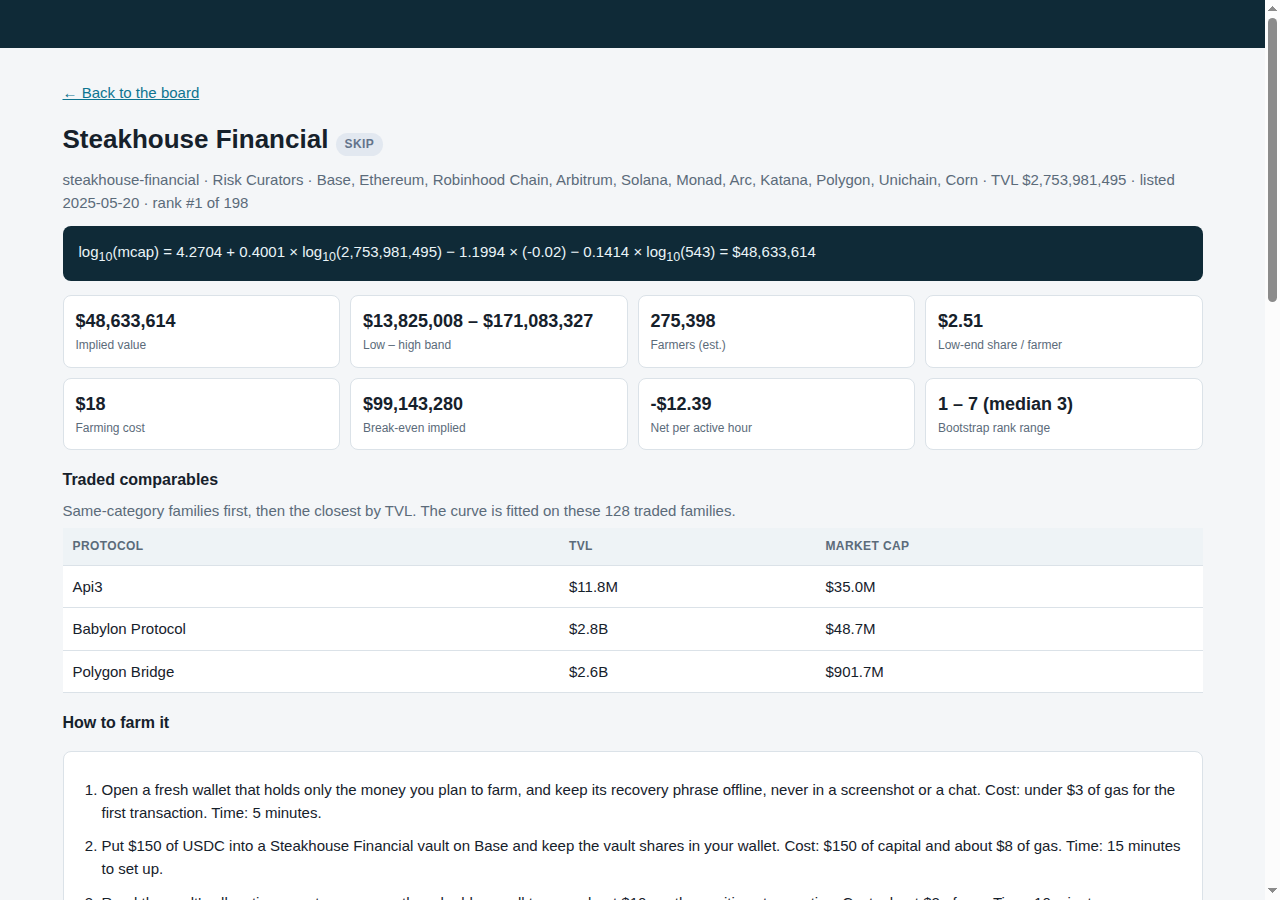 ← Back to the board
Steakhouse Financial SKIP
steakhouse-financial · Risk Curators · Base, Ethereum, Robinhood Chain, Arbitrum, Solana, Monad, Arc, Katana, Polygon, Unichain, Corn · TVL $2,753,981,495 · listed
2025-05-20 · rank #1 of 198
log10(mcap) = 4.2704 + 0.4001 × log10(2,753,981,495) − 1.1994 × (-0.02) − 0.1414 × log10(543) = $48,633,614
$48,633,614
Implied value
$13,825,008 – $171,083,327
Low – high band
275,398
Farmers (est.)
$2.51
Low-end share / farmer
$18
Farming cost
$99,143,280
Break-even implied
-$12.39
Net per active hour
1 – 7 (median 3)
Bootstrap rank range
Traded comparables
Same-category families first, then the closest by TVL. The curve is fitted on these 128 traded families.
PROTOCOL TVL MARKET CAP
Api3 $11.8M $35.0M
Babylon Protocol $2.8B $48.7M
Polygon Bridge $2.6B $901.7M
How to farm it
1. Open a fresh wallet that holds only the money you plan to farm, and keep its recovery phrase offline, never in a screenshot or a chat. Cost: under $3 of gas for the
first transaction. Time: 5 minutes.
2. Put $150 of USDC into a Steakhouse Financial vault on Base and keep the vault shares in your wallet. Cost: $150 of capital and about $8 of gas. Time: 15 minutes
to set up.